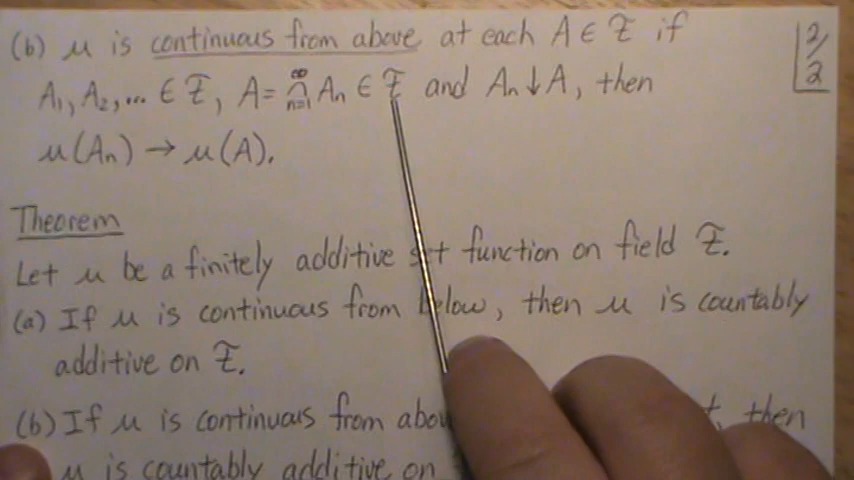 (b) μ is continuous from above at each A ∈ ℱ if
2/2
A₁, A₂, ... ∈ ℱ, A = ∩ₙ₌₁^∞ Aₙ ∈ ℱ and Aₙ ↓ A, then
μ(Aₙ) → μ(A).
Theorem
Let μ be a finitely additive set function on field ℱ.
(a) If μ is continuous from below, then μ is countably
additive on ℱ.
(b) If μ is continuous from then
μ is countably additive on